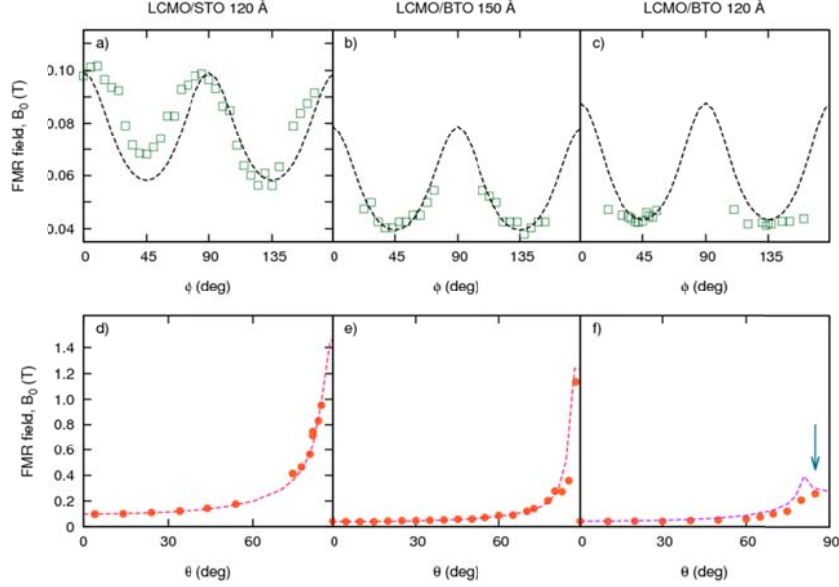 LCMO/STO 120 Å
LCMO/BTO 150 Å
LCMO/BTO 120 Å
a)
b)
c)
0.10
0.08
0.06
0.04
FMR field, B₀ (T)
0 45 90 135
0 45 90 135
0 45 90 135
ϕ (deg)
ϕ (deg)
ϕ (deg)
d)
e)
f)
1.4
1.2
1.0
0.8
0.6
0.4
0.2
0
FMR field, B₀ (T)
0 30 60
0 30 60
0 30 60 90
θ (deg)
θ (deg)
θ (deg)